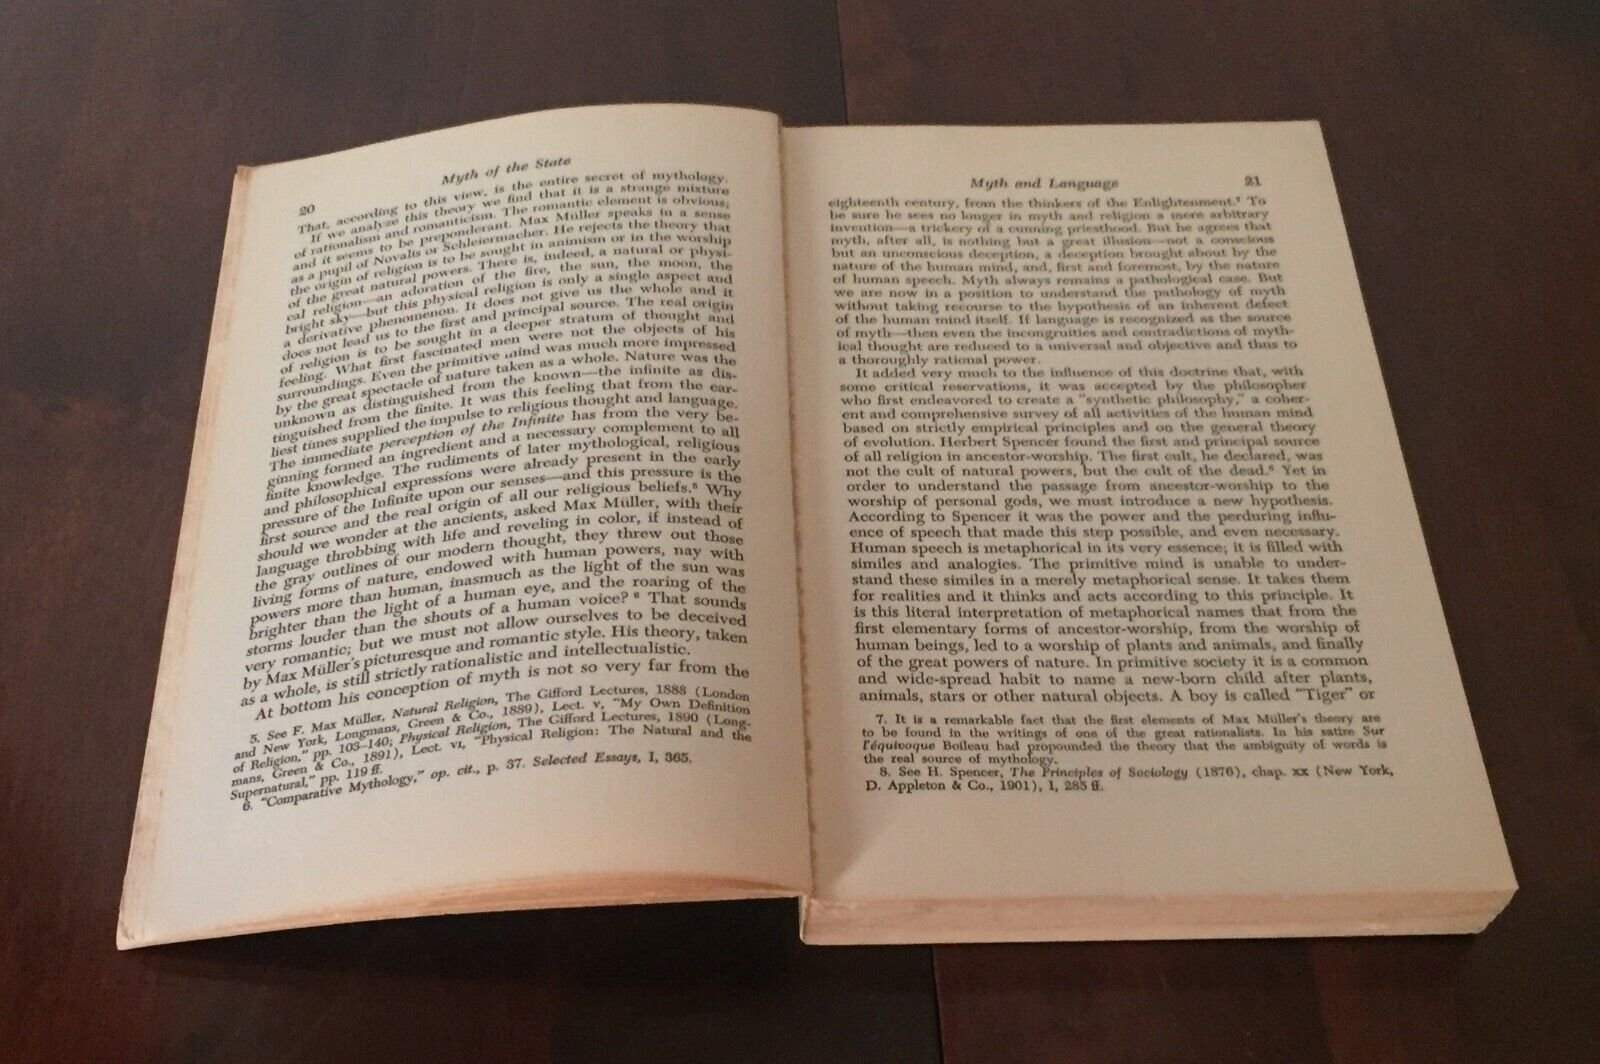 Myth of the State
20
That, according to this view, is the entire secret of mythology.
If we analyze this theory we find that it is a strange mixture
of rationalism and romanticism. The romantic element is obvious;
and it seems to be preponderant. Max Müller speaks in a sense
as a pupil of Novalis or Schleiermacher. He rejects the theory that
the origin of religion is to be sought in animism or in the worship
of the great natural powers. There is, indeed, a natural or physi-
cal religion—an adoration of the fire, the sun, the moon, the
bright sky—but this physical religion is only a single aspect and
a derivative phenomenon. It does not give us the whole and it
does not lead us to the first and principal source. The real origin
of religion is to be sought in a deeper stratum of thought and
feeling. What first fascinated men were not the objects of his
surroundings. Even the primitive mind was much more impressed
by the great spectacle of nature taken as a whole. Nature was the
unknown as distinguished from the known—the infinite as dis-
tinguished from the finite. It was this feeling that from the ear-
liest times supplied the impulse to religious thought and language.
The immediate perception of the Infinite has from the very be-
ginning formed an ingredient and a necessary complement to all
finite knowledge. The rudiments of later mythological, religious
and philosophical expressions were already present in the early
pressure of the Infinite upon our senses—and this pressure is the
first source and the real origin of all our religious beliefs.⁵ Why
should we wonder at the ancients, asked Max Müller, with their
language throbbing with life and reveling in color, if instead of
the gray outlines of our modern thought, they threw out those
living forms of nature, endowed with human powers, nay with
powers more than human, inasmuch as the light of the sun was
brighter than the light of a human eye, and the roaring of the
storms louder than the shouts of a human voice? ⁶ That sounds
very romantic; but we must not allow ourselves to be deceived
by Max Müller's picturesque and romantic style. His theory, taken
as a whole, is still strictly rationalistic and intellectualistic.
At bottom his conception of myth is not so very far from the
5. See F. Max Müller, Natural Religion, The Gifford Lectures, 1888 (London
and New York, Longmans, Green & Co., 1889), Lect. v, "My Own Definition
of Religion," pp. 103–140; Physical Religion, The Gifford Lectures, 1890 (Long-
mans, Green & Co., 1891), Lect. VI, "Physical Religion: The Natural and the
Supernatural," pp. 119 ff.
6. "Comparative Mythology," op. cit., p. 37. Selected Essays, I, 365.
Myth and Language 21
eighteenth century, from the thinkers of the Enlightenment.⁷ To
be sure he sees no longer in myth and religion a mere arbitrary
invention—a trickery of a cunning priesthood. But he agrees that
myth, after all, is nothing but a great illusion—not a conscious
but an unconscious deception, a deception brought about by the
nature of the human mind, and, first and foremost, by the nature
of human speech. Myth always remains a pathological case. But
we are now in a position to understand the pathology of myth
without taking recourse to the hypothesis of an inherent defect
of the human mind itself. If language is recognized as the source
of myth—then even the incongruities and contradictions of myth-
ical thought are reduced to a universal and objective and thus to
a thoroughly rational power.
It added very much to the influence of this doctrine that, with
some critical reservations, it was accepted by the philosopher
who first endeavored to create a "synthetic philosophy," a coher-
ent and comprehensive survey of all activities of the human mind
based on strictly empirical principles and on the general theory
of evolution. Herbert Spencer found the first and principal source
of all religion in ancestor-worship. The first cult, he declared, was
not the cult of natural powers, but the cult of the dead.⁸ Yet in
order to understand the passage from ancestor-worship to the
worship of personal gods, we must introduce a new hypothesis.
According to Spencer it was the power and the perduring influ-
ence of speech that made this step possible, and even necessary.
Human speech is metaphorical in its very essence; it is filled with
similes and analogies. The primitive mind is unable to under-
stand these similes in a merely metaphorical sense. It takes them
for realities and it thinks and acts according to this principle. It
is this literal interpretation of metaphorical names that from the
first elementary forms of ancestor-worship, from the worship of
human beings, led to a worship of plants and animals, and finally
of the great powers of nature. In primitive society it is a common
and wide-spread habit to name a new-born child after plants,
animals, stars or other natural objects. A boy is called "Tiger" or
7. It is a remarkable fact that the first elements of Max Müller's theory are
to be found in the writings of one of the great rationalists. In his satire Sur
l'équivoque Boileau had propounded the theory that the ambiguity of words is
the real source of mythology.
8. See H. Spencer, The Principles of Sociology (1876), chap. xx (New York,
D. Appleton & Co., 1901), I, 285 ff.